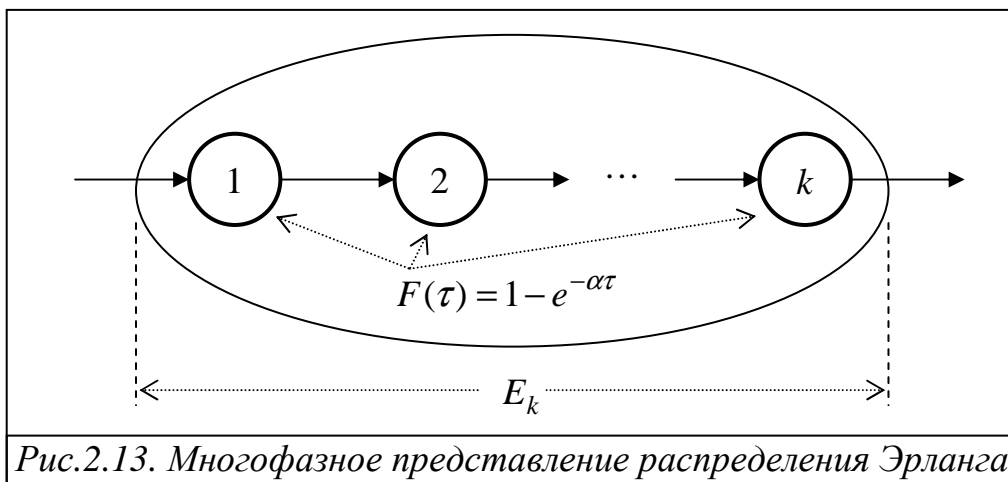 1 2 ... k
F(τ) = 1 − e^{−ατ}
E_k
Рис.2.13. Многофазное представление распределения Эрланга